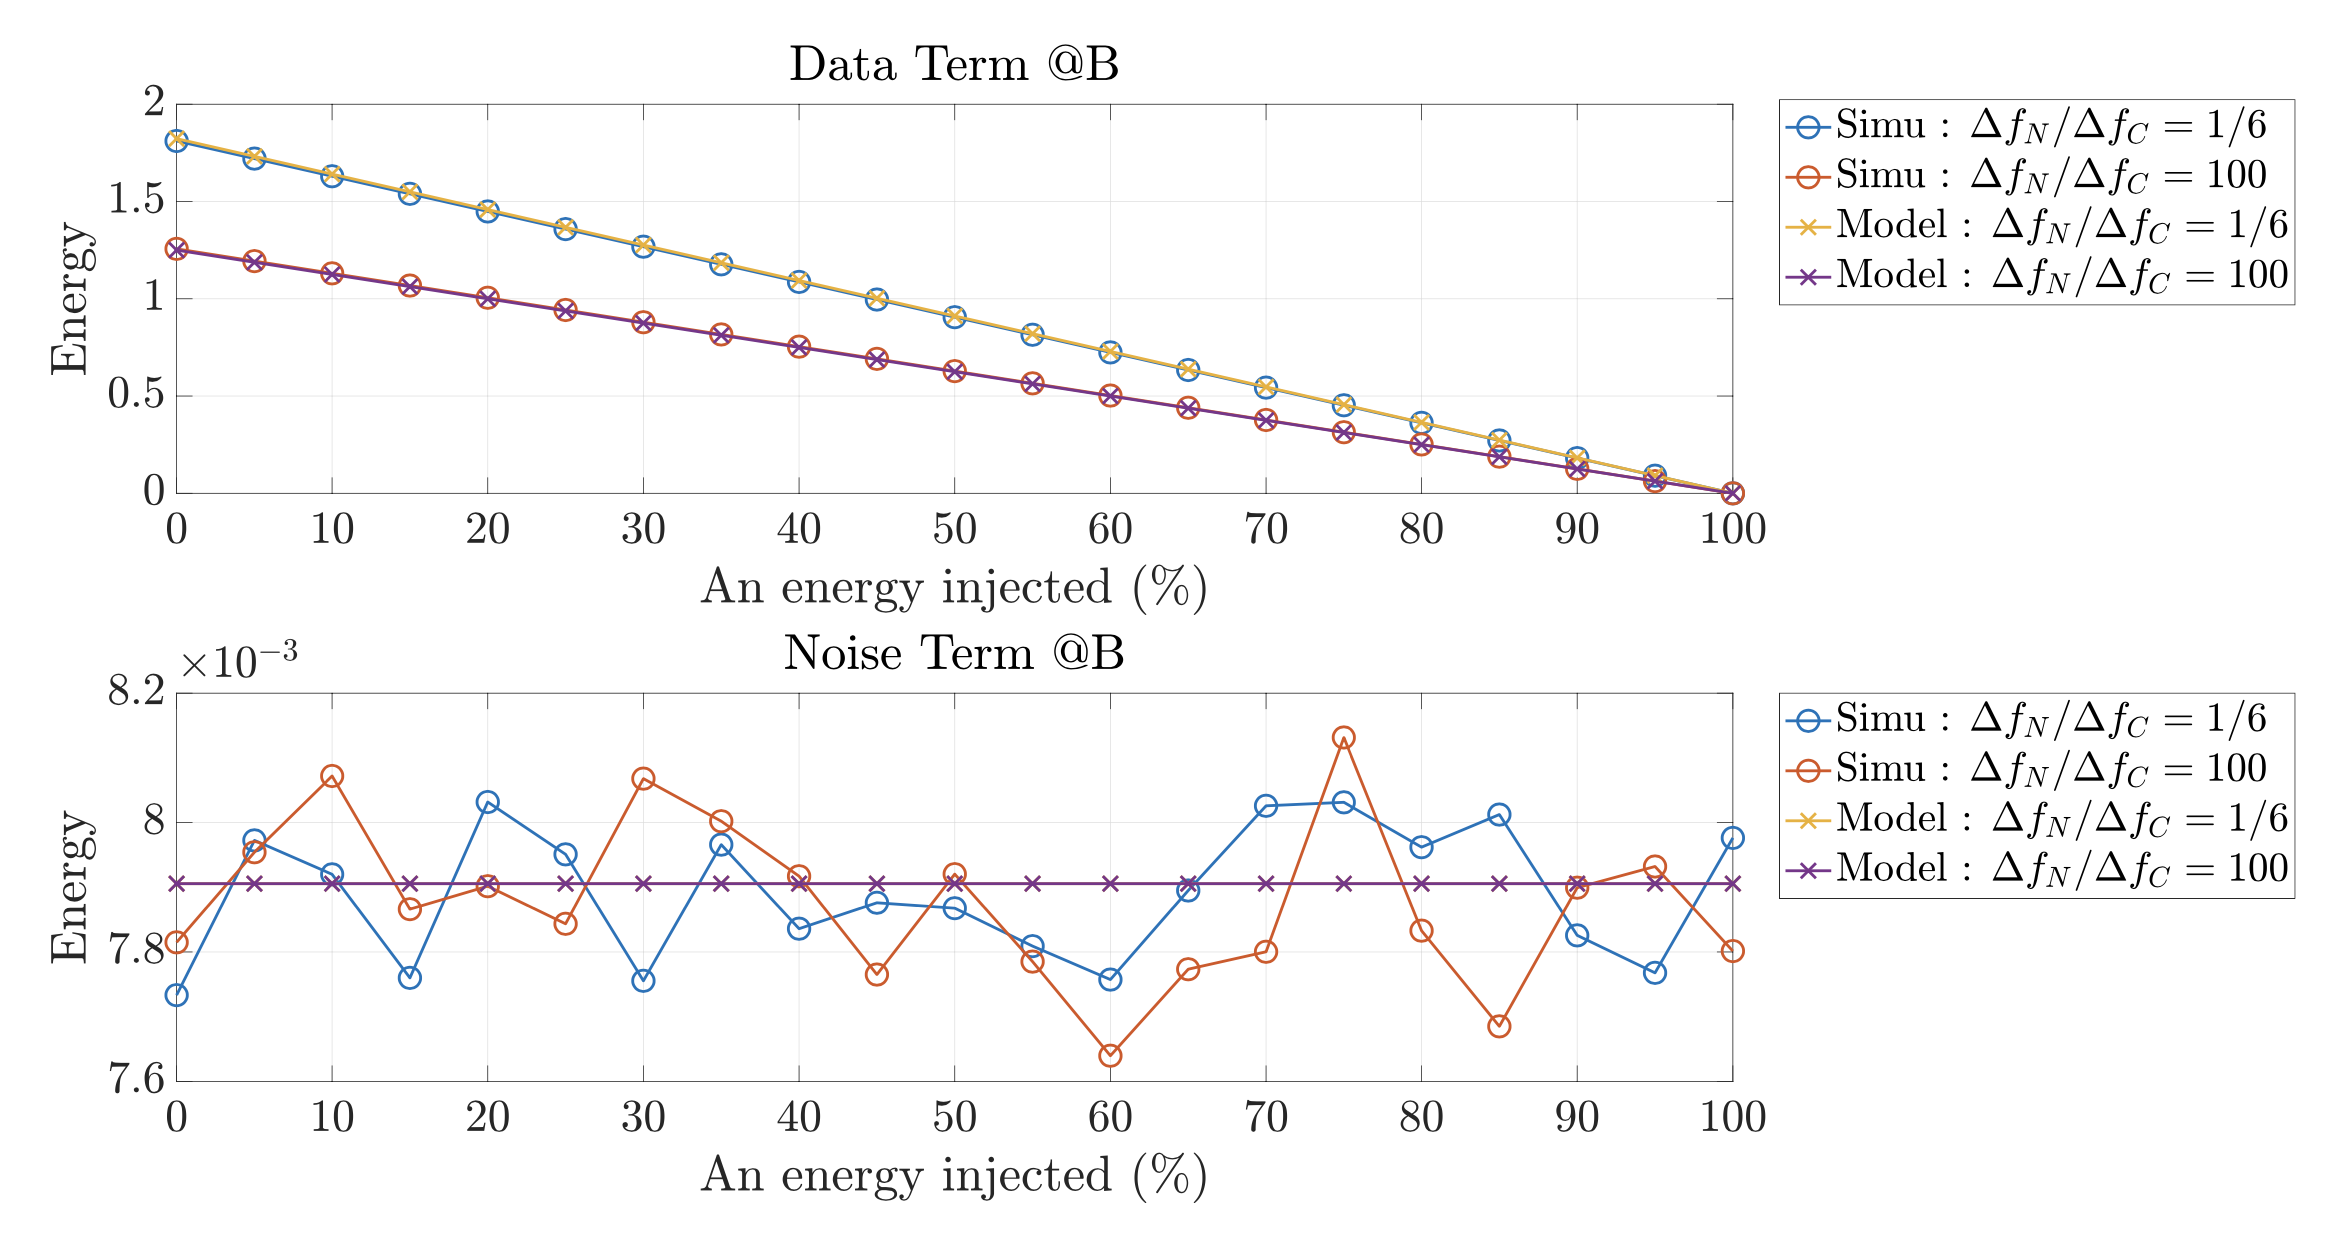 Data Term @B
2
1.5
1
0.5
0
Energy
0 10 20 30 40 50 60 70 80 90 100
An energy injected (%)
Simu : Δf_N/Δf_C = 1/6
Simu : Δf_N/Δf_C = 100
Model : Δf_N/Δf_C = 1/6
Model : Δf_N/Δf_C = 100
Noise Term @B
×10⁻³
8.2
8
7.8
7.6
Energy
0 10 20 30 40 50 60 70 80 90 100
An energy injected (%)
Simu : Δf_N/Δf_C = 1/6
Simu : Δf_N/Δf_C = 100
Model : Δf_N/Δf_C = 1/6
Model : Δf_N/Δf_C = 100